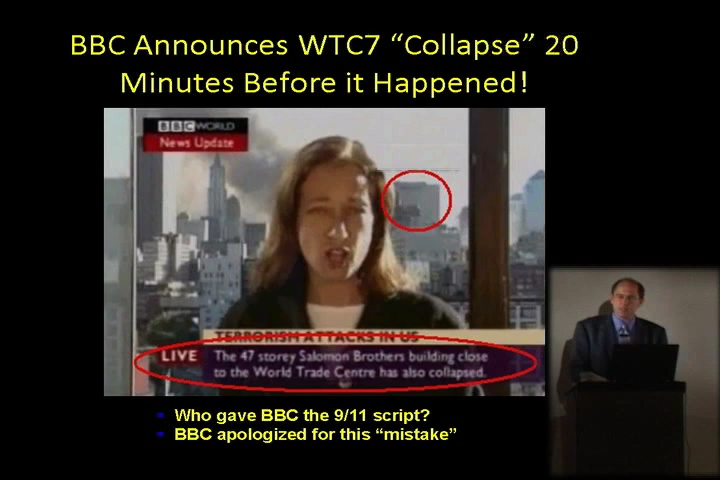 BBC Announces WTC7 “Collapse” 20
Minutes Before it Happened!
BBC WORLD
News Update
TERRORISM ATTACKS IN US
LIVE
The 47 storey Salomon Brothers building close
to the World Trade Centre has also collapsed.
Who gave BBC the 9/11 script?
BBC apologized for this “mistake”